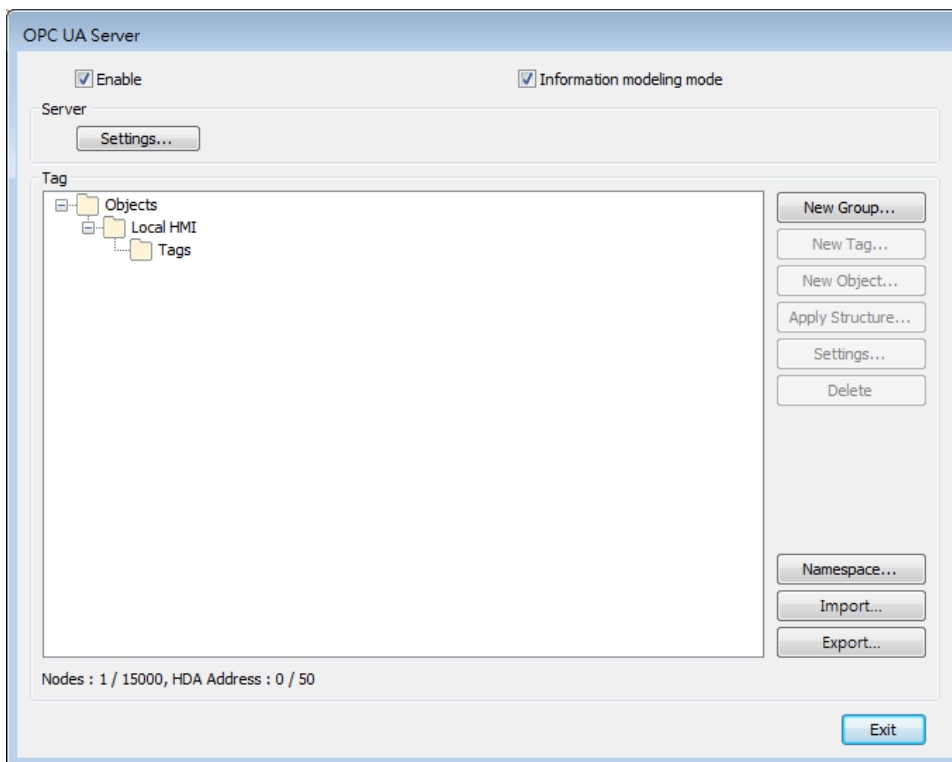 OPC UA Server
Enable
Information modeling mode
Server
Settings...
Tag
Objects
Local HMI
Tags
New Group...
New Tag...
New Object...
Apply Structure...
Settings...
Delete
Namespace...
Import...
Export...
Nodes : 1 / 15000, HDA Address : 0 / 50
Exit